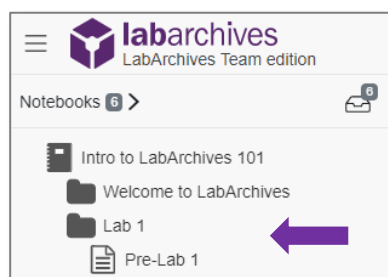 labarchives
LabArchives Team edition
Notebooks 6
6
Intro to LabArchives 101
Welcome to LabArchives
Lab 1
Pre-Lab 1